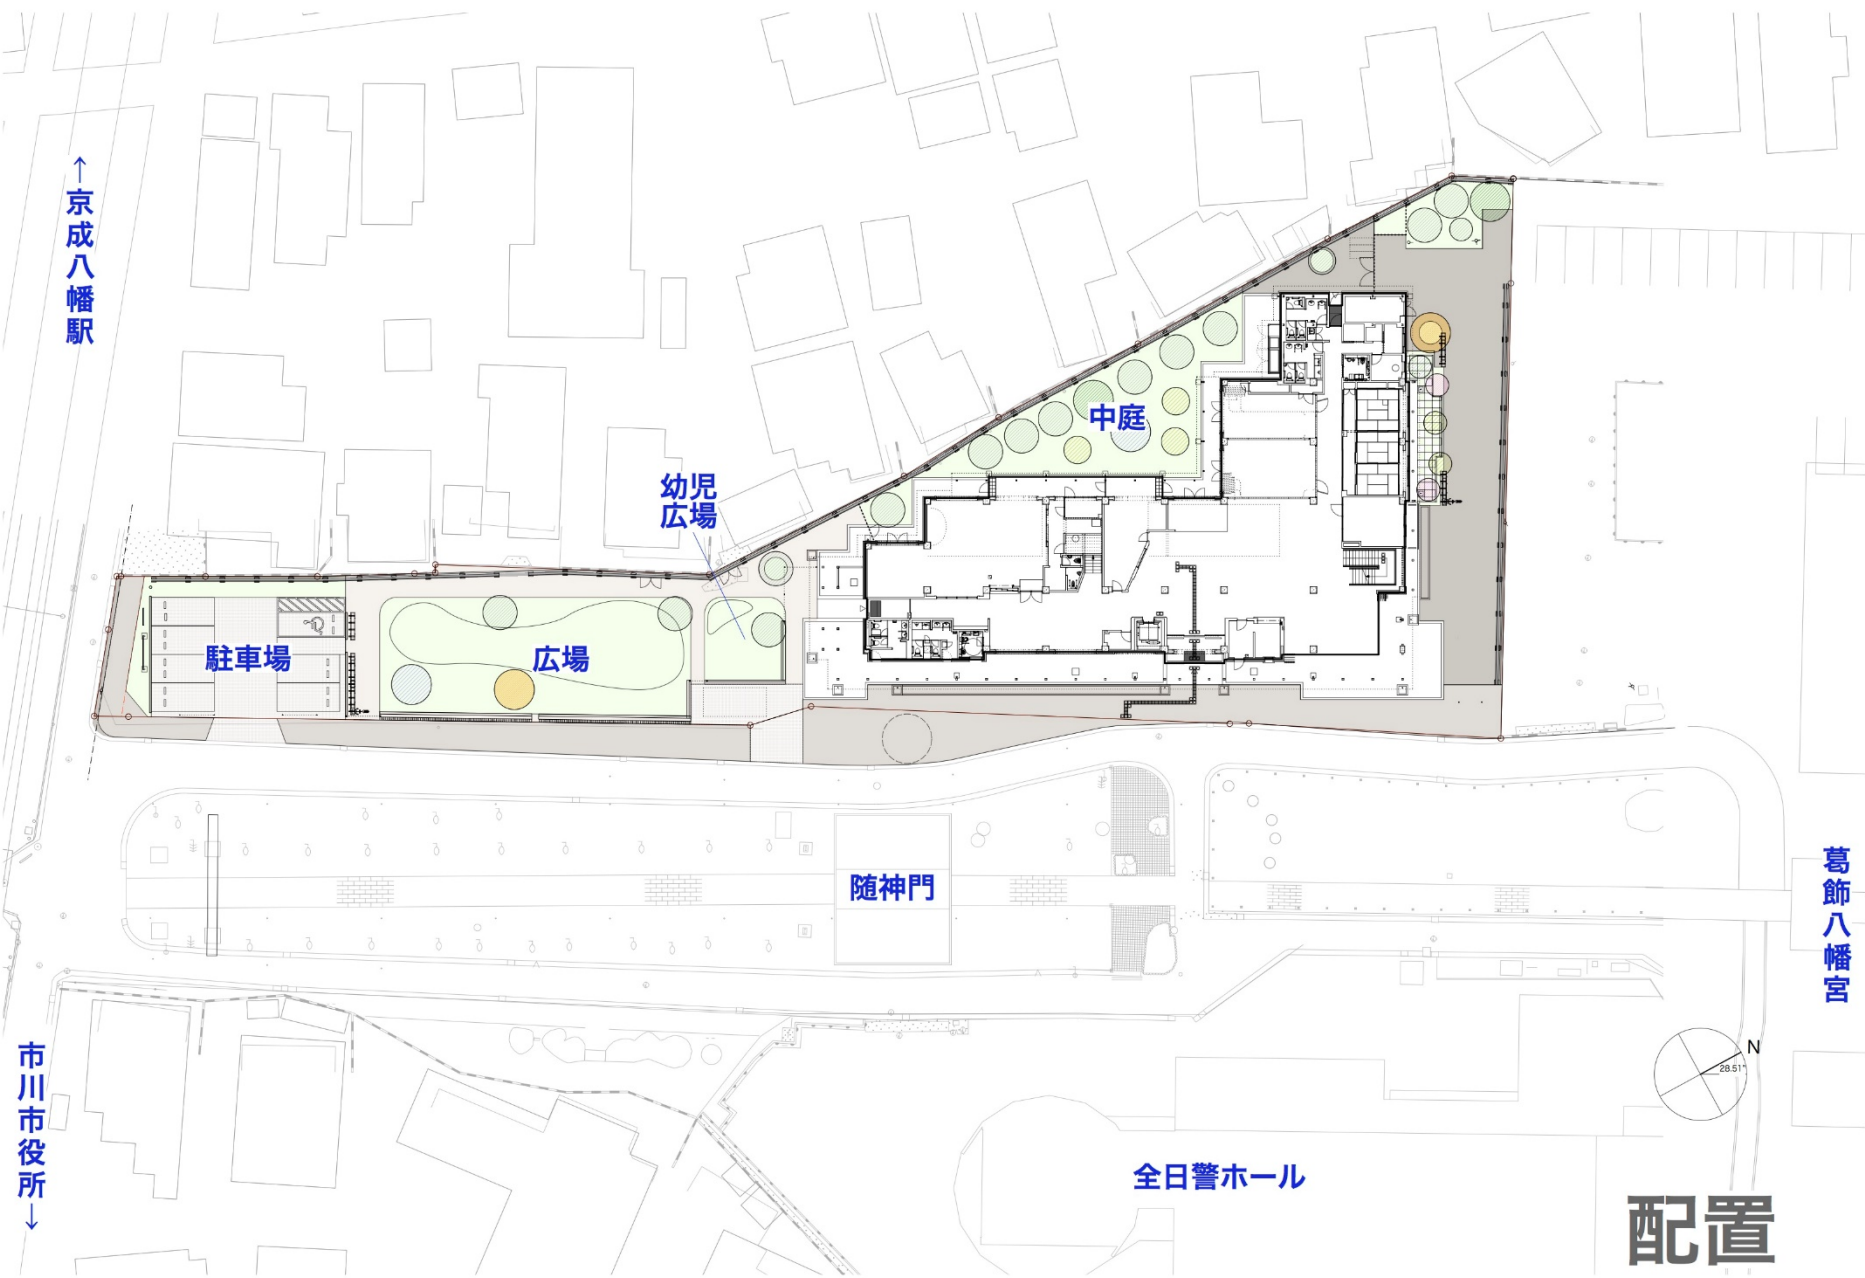 ↑京成八幡駅
中庭
幼児
広場
駐車場
広場
随神門
葛飾八幡宮
N
28.51°
市川市役所↓
全日警ホール
配置